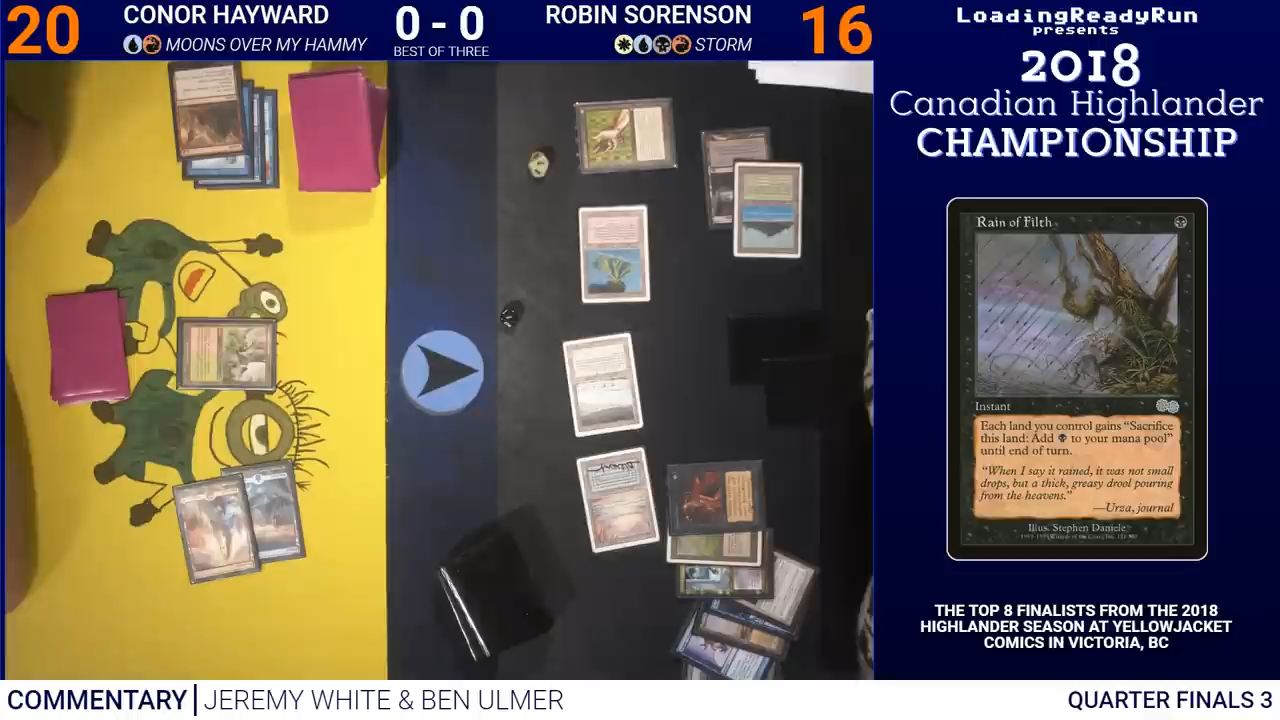 20
CONOR HAYWARD
MOONS OVER MY HAMMY
0 - 0
BEST OF THREE
ROBIN SORENSON
STORM
16
LoadingReadyRun
presents
2018
Canadian Highlander
CHAMPIONSHIP
Rain of Filth
Instant
Each land you control gains “Sacrifice
this land: Add to your mana pool”
until end of turn.
“When I say it rained, it was not small
drops, but a thick, greasy drool pouring
from the heavens.”
—Urza, journal
Illus. Stephen Daniele
THE TOP 8 FINALISTS FROM THE 2018
HIGHLANDER SEASON AT YELLOWJACKET
COMICS IN VICTORIA, BC
COMMENTARY
JEREMY WHITE & BEN ULMER
QUARTER FINALS 3